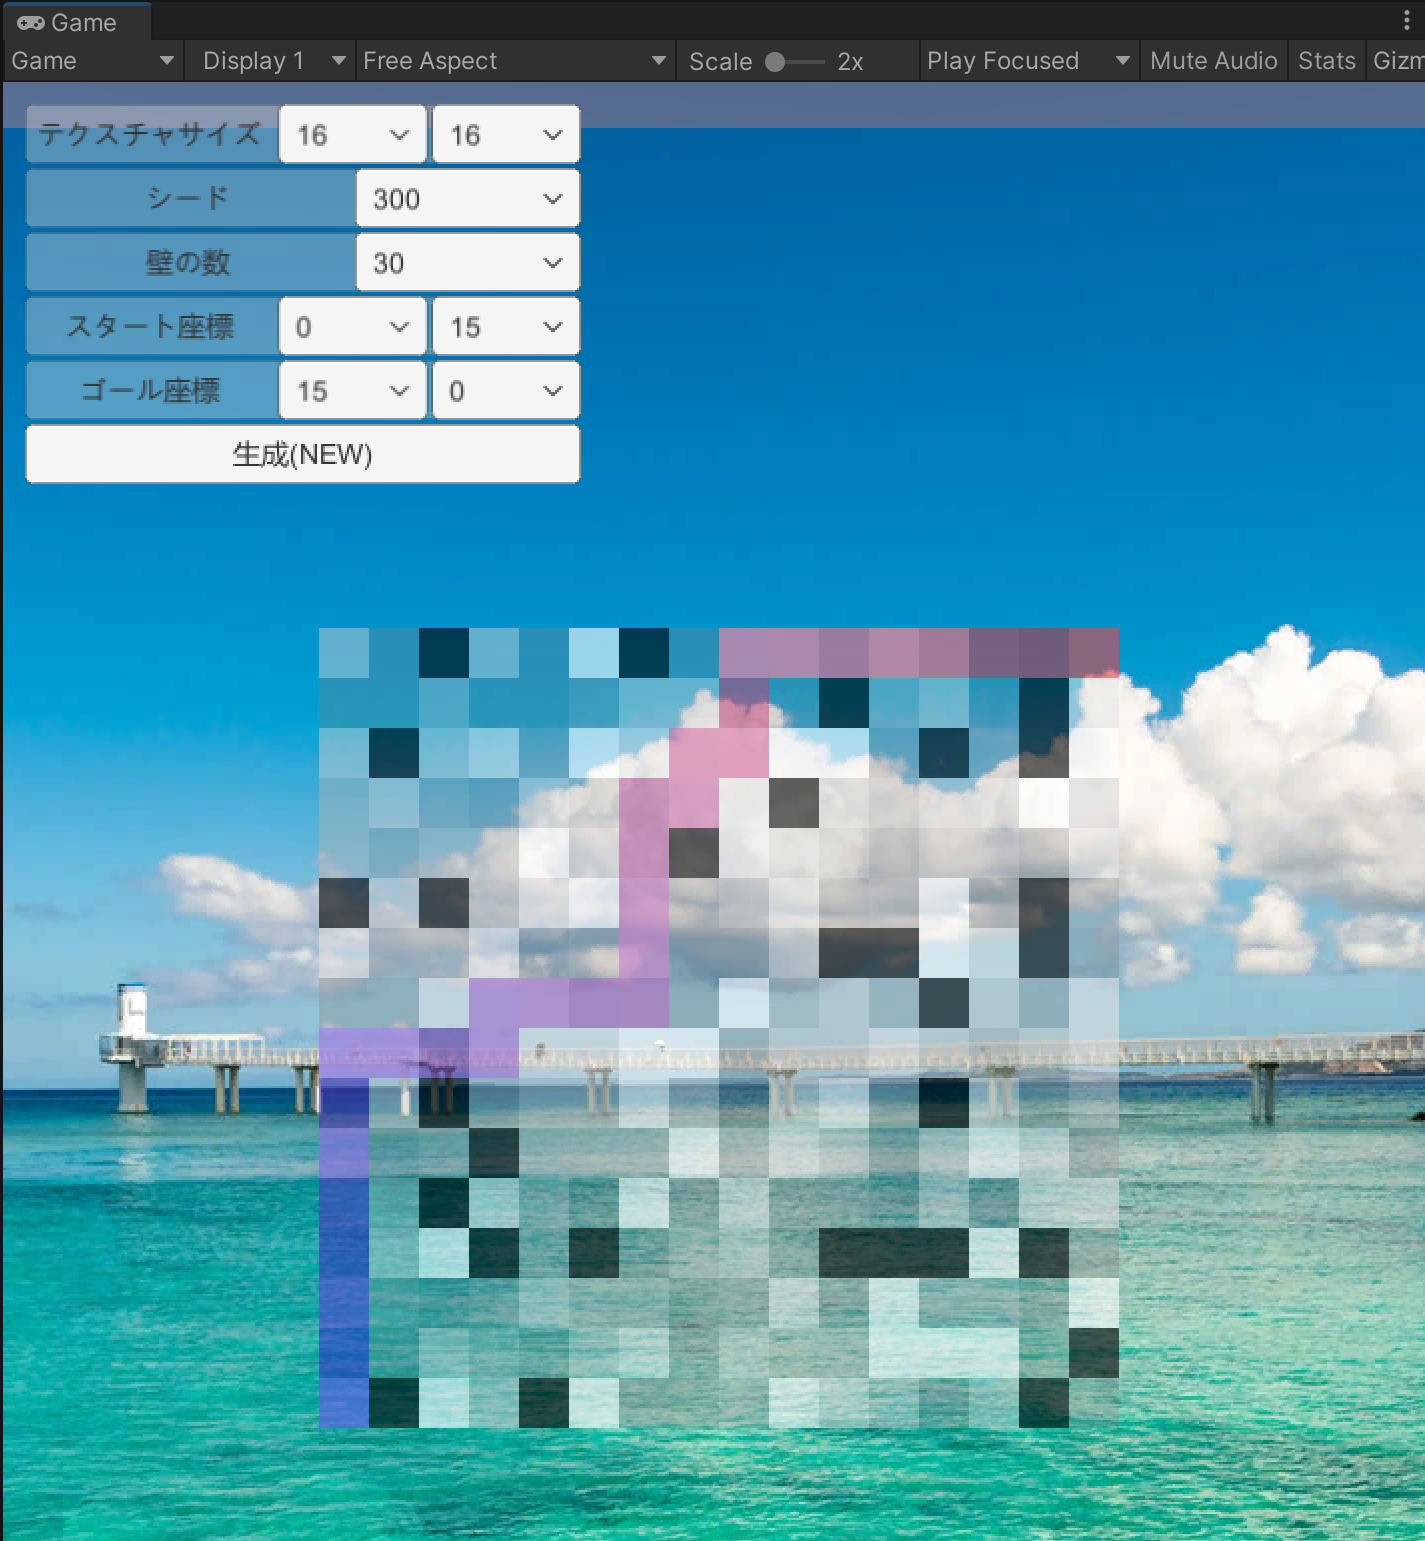 Game
Game Display 1 Free Aspect Scale 2x Play Focused Mute Audio Stats Gizm
テクスチャサイズ 16 16
シード 300
壁の数 30
スタート座標 0 15
ゴール座標 15 0
生成(NEW)